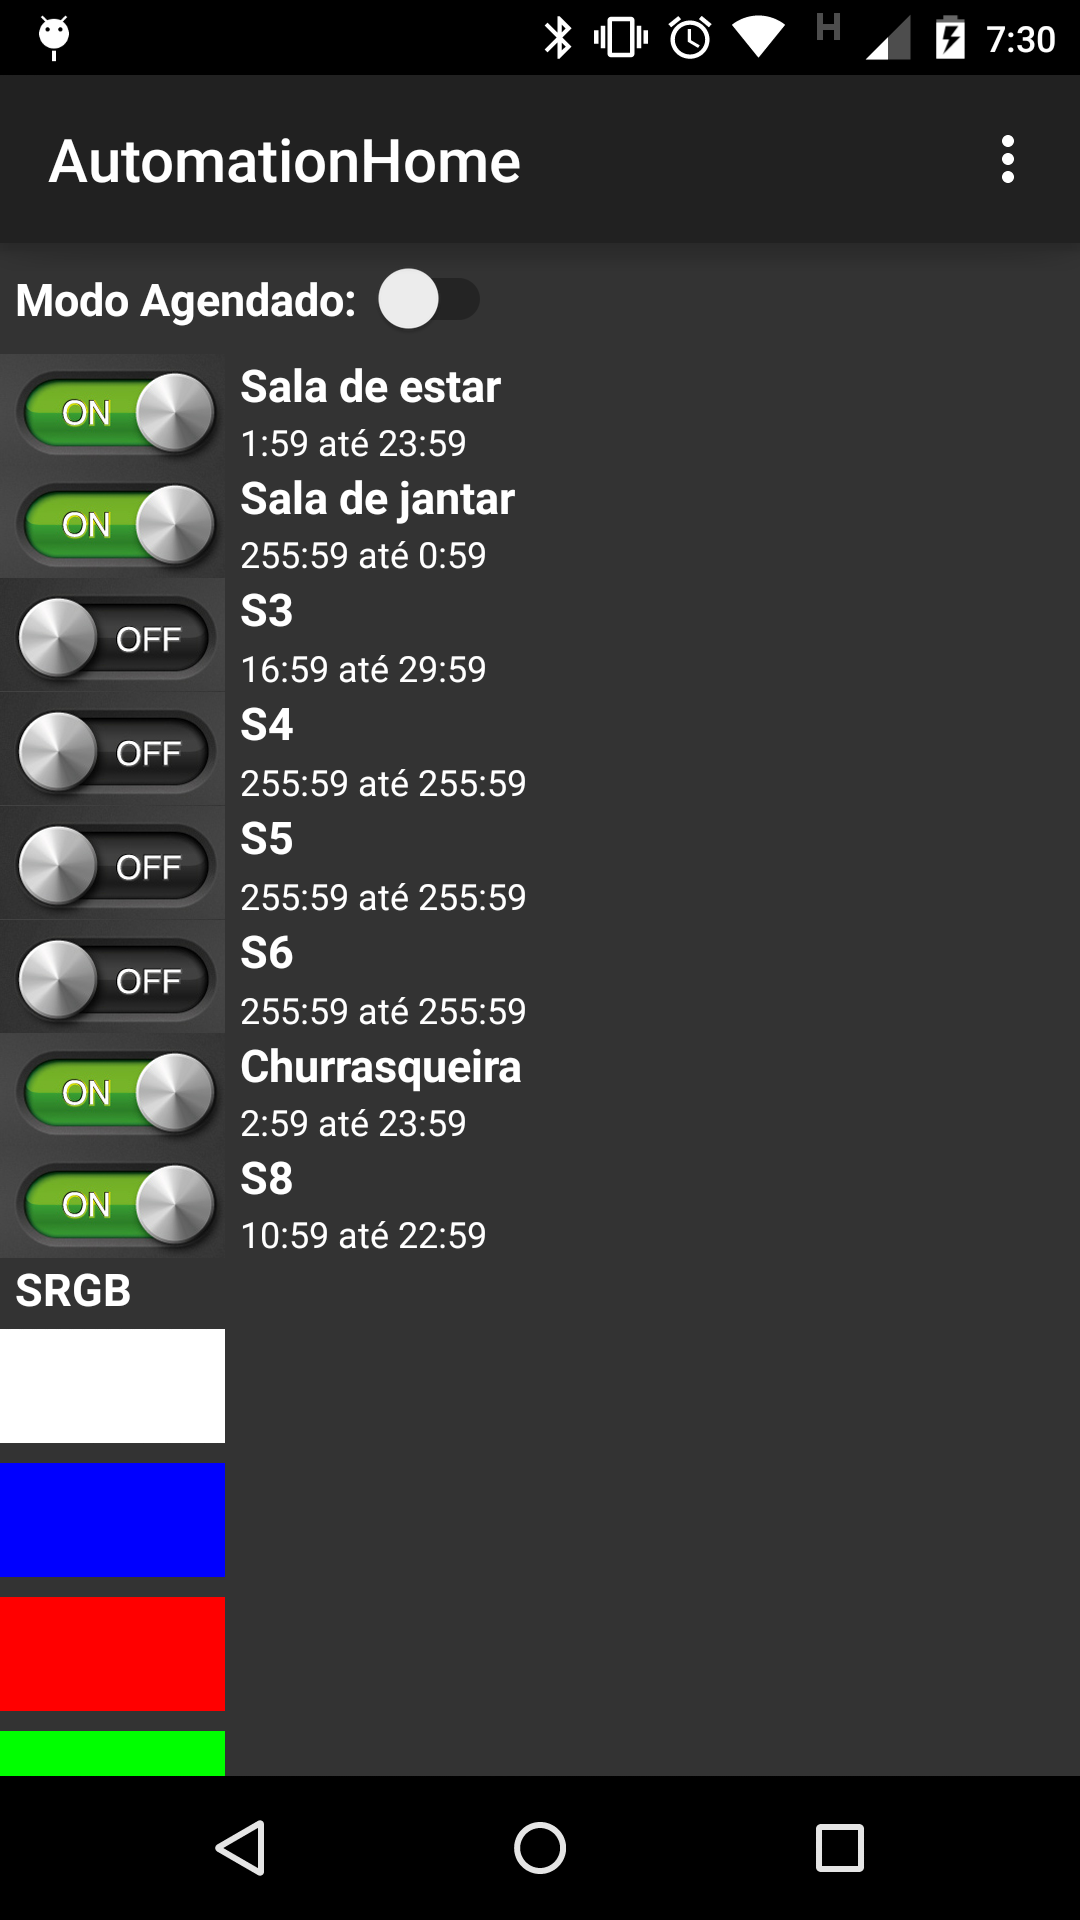 H 7:30
AutomationHome
Modo Agendado:
ON Sala de estar
1:59 até 23:59
ON Sala de jantar
255:59 até 0:59
OFF S3
16:59 até 29:59
OFF S4
255:59 até 255:59
OFF S5
255:59 até 255:59
OFF S6
255:59 até 255:59
ON Churrasqueira
2:59 até 23:59
ON S8
10:59 até 22:59
SRGB